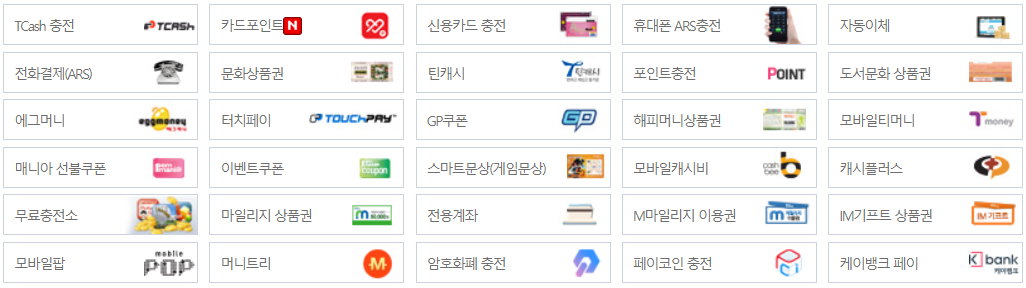 TCash 충전 TCASH
카드포인트 N
신용카드 충전
휴대폰 ARS충전
자동이체
전화결제(ARS)
문화상품권
틴캐시 틴캐시
포인트충전 POINT
도서문화 상품권
에그머니 eggmoney 에그머니
터치페이 TOUCHPAY
GP쿠폰 GP
해피머니상품권
모바일티머니 T money
매니아 선불쿠폰
이벤트쿠폰 coupon
스마트문상(게임문상)
모바일캐시비 cash bee
캐시플러스
무료충전소
마일리지 상품권 m
전용계좌
M마일리지 이용권 m
IM기프트 상품권 IM 기프트
모바일팝 mobile POP
머니트리 M
암호화폐 충전
페이코인 충전
케이뱅크 페이 K bank 케이뱅크